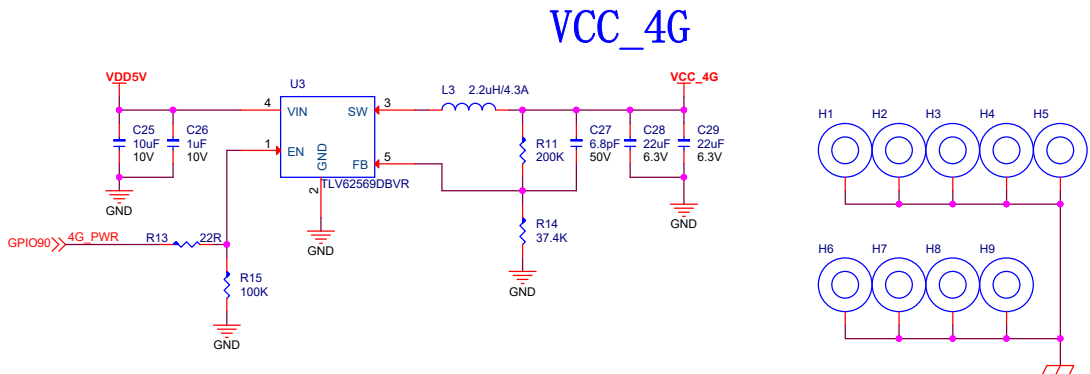 VCC_4G
VDD5V
VCC_4G
U3
L3 2.2uH/4.3A
4 VIN SW 3
1 EN
GND
FB 5
2
TLV62569DBVR
C25
10uF
10V
C26
1uF
10V
GND
R11
200K
C27
6.8pF
50V
C28
22uF
6.3V
C29
22uF
6.3V
GND
GND
R14
37.4K
GND
GPIO90 4G_PWR R13 22R
R15
100K
GND
H1 H2 H3 H4 H5
H6 H7 H8 H9